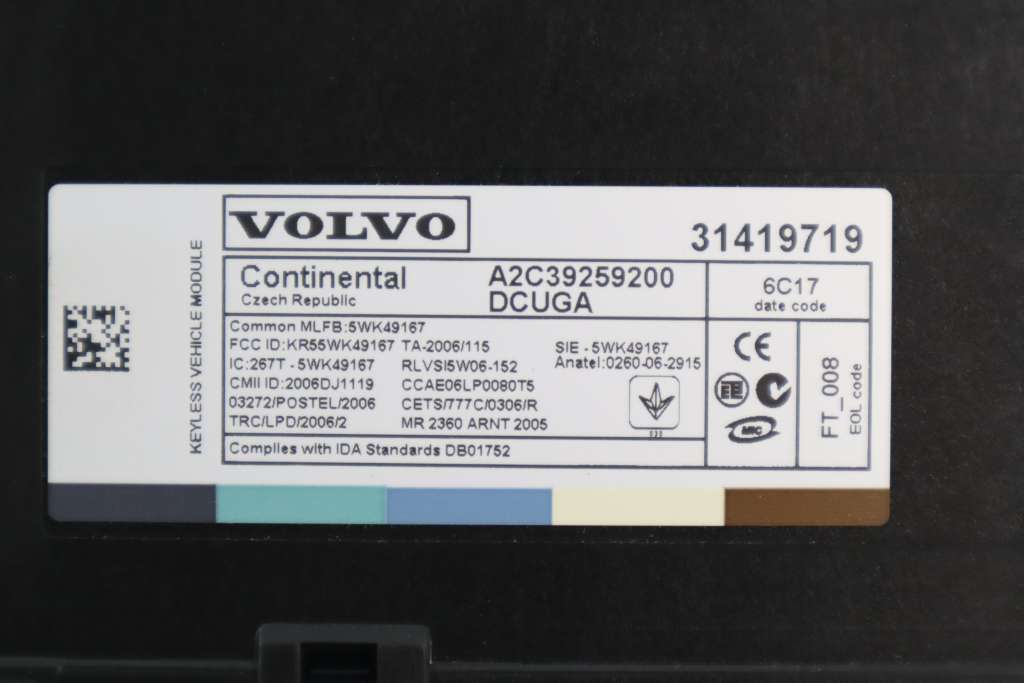 VOLVO
31419719
KEYLESS VEHICLE MODULE
Continental
Czech Republic
A2C39259200
DCUGA
6C17
date code
Common MLFB:5WK49167
FCC ID:KR55WK49167 TA-2006/115
SIE - 5WK49167
IC:267T - 5WK49167 RLVSI5W06-152
Anatel:0260-06-2915
CMII ID:2006DJ1119 CCAE06LP0080T5
03272/POSTEL/2006 CETS/777C/0306/R
TRC/LPD/2006/2 MR 2360 ARNT 2005
Complies with IDA Standards DB01752
CE
MIC
FT_008
EOL code